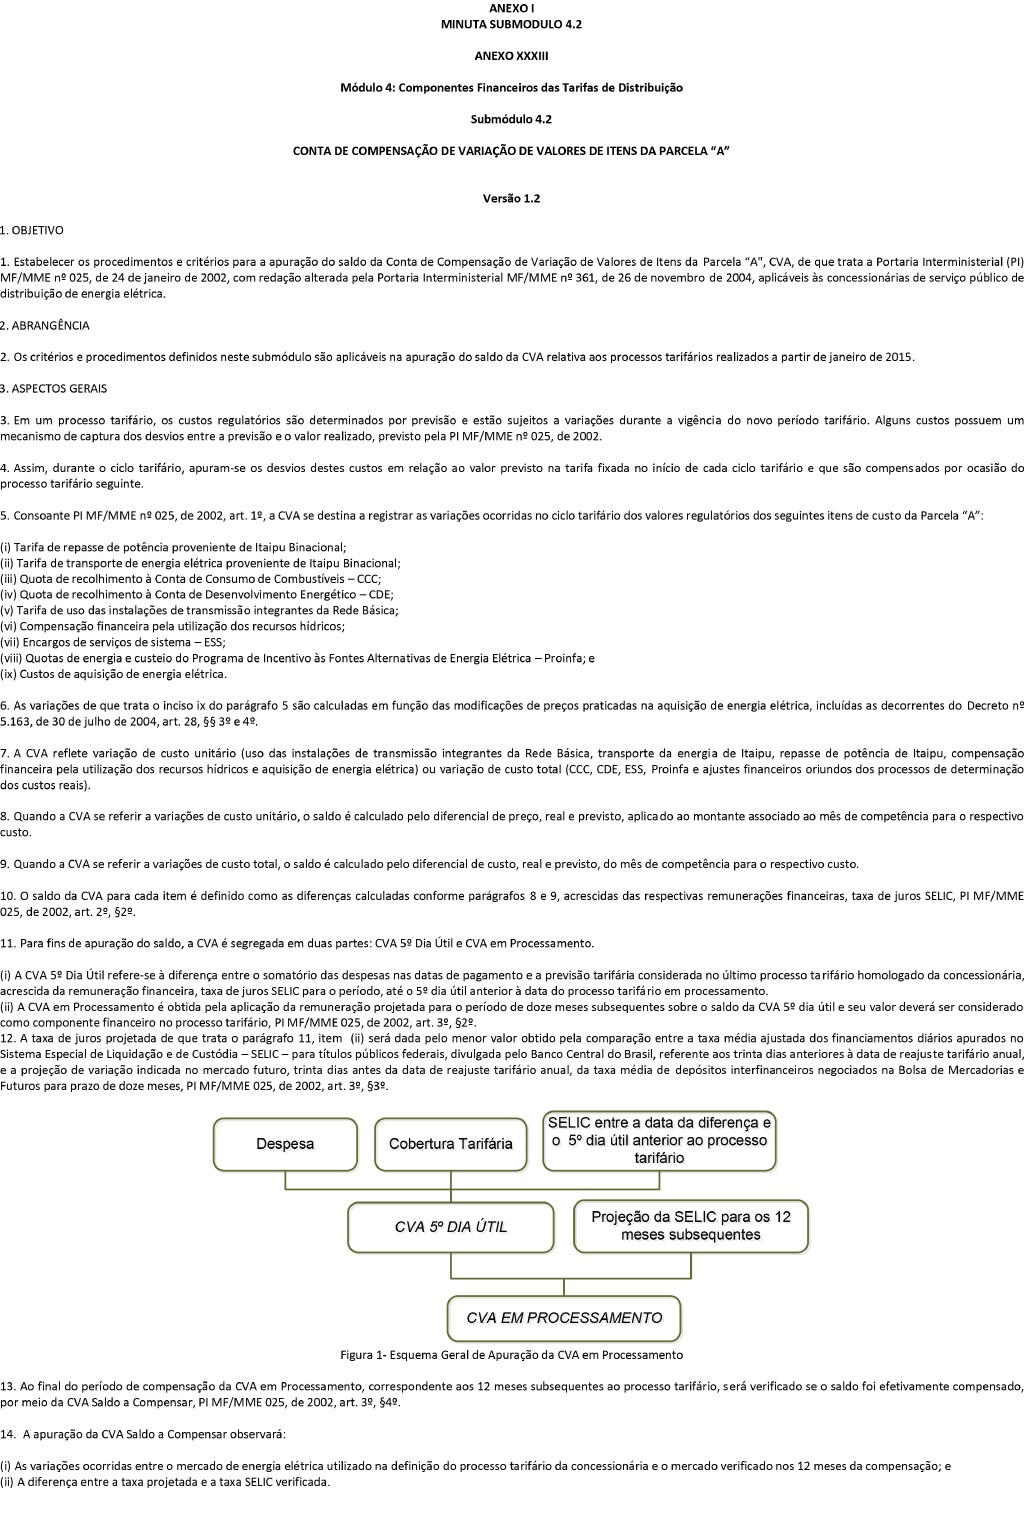 ANEXO I
MINUTA SUBMODULO 4.2
ANEXO XXXIII
Módulo 4: Componentes Financeiros das Tarifas de Distribuição
Submódulo 4.2
CONTA DE COMPENSAÇÃO DE VARIAÇÃO DE VALORES DE ITENS DA PARCELA “A”
Versão 1.2
1. OBJETIVO
1. Estabelecer os procedimentos e critérios para a apuração do saldo da Conta de Compensação de Variação de Valores de Itens da Parcela “A", CVA, de que trata a Portaria Interministerial (PI)
MF/MME nº 025, de 24 de janeiro de 2002, com redação alterada pela Portaria Interministerial MF/MME nº 361, de 26 de novembro de 2004, aplicáveis às concessionárias de serviço público de
distribuição de energia elétrica.
2. ABRANGÊNCIA
2. Os critérios e procedimentos definidos neste submódulo são aplicáveis na apuração do saldo da CVA relativa aos processos tarifários realizados a partir de janeiro de 2015.
3. ASPECTOS GERAIS
3. Em um processo tarifário, os custos regulatórios são determinados por previsão e estão sujeitos a variações durante a vigência do novo período tarifário. Alguns custos possuem um
mecanismo de captura dos desvios entre a previsão e o valor realizado, previsto pela PI MF/MME nº 025, de 2002.
4. Assim, durante o ciclo tarifário, apuram-se os desvios destes custos em relação ao valor previsto na tarifa fixada no início de cada ciclo tarifário e que são compensados por ocasião do
processo tarifário seguinte.
5. Consoante PI MF/MME nº 025, de 2002, art. 1º, a CVA se destina a registrar as variações ocorridas no ciclo tarifário dos valores regulatórios dos seguintes itens de custo da Parcela “A”:
(i) Tarifa de repasse de potência proveniente de Itaipu Binacional;
(ii) Tarifa de transporte de energia elétrica proveniente de Itaipu Binacional;
(iii) Quota de recolhimento à Conta de Consumo de Combustíveis – CCC;
(iv) Quota de recolhimento à Conta de Desenvolvimento Energético – CDE;
(v) Tarifa de uso das instalações de transmissão integrantes da Rede Básica;
(vi) Compensação financeira pela utilização dos recursos hídricos;
(vii) Encargos de serviços de sistema – ESS;
(viii) Quotas de energia e custeio do Programa de Incentivo às Fontes Alternativas de Energia Elétrica – Proinfa; e
(ix) Custos de aquisição de energia elétrica.
6. As variações de que trata o inciso ix do parágrafo 5 são calculadas em função das modificações de preços praticadas na aquisição de energia elétrica, incluídas as decorrentes do Decreto nº
5.163, de 30 de julho de 2004, art. 28, §§ 3º e 4º.
7. A CVA reflete variação de custo unitário (uso das instalações de transmissão integrantes da Rede Básica, transporte da energia de Itaipu, repasse de potência de Itaipu, compensação
financeira pela utilização dos recursos hídricos e aquisição de energia elétrica) ou variação de custo total (CCC, CDE, ESS, Proinfa e ajustes financeiros oriundos dos processos de determinação
dos custos reais).
8. Quando a CVA se referir a variações de custo unitário, o saldo é calculado pelo diferencial de preço, real e previsto, aplicado ao montante associado ao mês de competência para o respectivo
custo.
9. Quando a CVA se referir a variações de custo total, o saldo é calculado pelo diferencial de custo, real e previsto, do mês de competência para o respectivo custo.
10. O saldo da CVA para cada item é definido como as diferenças calculadas conforme parágrafos 8 e 9, acrescidas das respectivas remunerações financeiras, taxa de juros SELIC, PI MF/MME
025, de 2002, art. 2º, §2º.
11. Para fins de apuração do saldo, a CVA é segregada em duas partes: CVA 5º Dia Útil e CVA em Processamento.
(i) A CVA 5º Dia Útil refere-se à diferença entre o somatório das despesas nas datas de pagamento e a previsão tarifária considerada no último processo tarifário homologado da concessionária,
acrescida da remuneração financeira, taxa de juros SELIC para o período, até o 5º dia útil anterior à data do processo tarifário em processamento.
(ii) A CVA em Processamento é obtida pela aplicação da remuneração projetada para o período de doze meses subsequentes sobre o saldo da CVA 5º dia útil e seu valor deverá ser considerado
como componente financeiro no processo tarifário, PI MF/MME 025, de 2002, art. 3º, §2º.
12. A taxa de juros projetada de que trata o parágrafo 11, item (ii) será dada pelo menor valor obtido pela comparação entre a taxa média ajustada dos financiamentos diários apurados no
Sistema Especial de Liquidação e de Custódia – SELIC – para títulos públicos federais, divulgada pelo Banco Central do Brasil, referente aos trinta dias anteriores à data de reajuste tarifário anual,
e a projeção de variação indicada no mercado futuro, trinta dias antes da data de reajuste tarifário anual, da taxa média de depósitos interfinanceiros negociados na Bolsa de Mercadorias e
Futuros para prazo de doze meses, PI MF/MME 025, de 2002, art. 3º, §3º.
Despesa
Cobertura Tarifária
SELIC entre a data da diferença e
o 5º dia útil anterior ao processo
tarifário
CVA 5º DIA ÚTIL
Projeção da SELIC para os 12
meses subsequentes
CVA EM PROCESSAMENTO
Figura 1- Esquema Geral de Apuração da CVA em Processamento
13. Ao final do período de compensação da CVA em Processamento, correspondente aos 12 meses subsequentes ao processo tarifário, será verificado se o saldo foi efetivamente compensado,
por meio da CVA Saldo a Compensar, PI MF/MME 025, de 2002, art. 3º, §4º.
14. A apuração da CVA Saldo a Compensar observará:
(i) As variações ocorridas entre o mercado de energia elétrica utilizado na definição do processo tarifário da concessionária e o mercado verificado nos 12 meses da compensação; e
(ii) A diferença entre a taxa projetada e a taxa SELIC verificada.